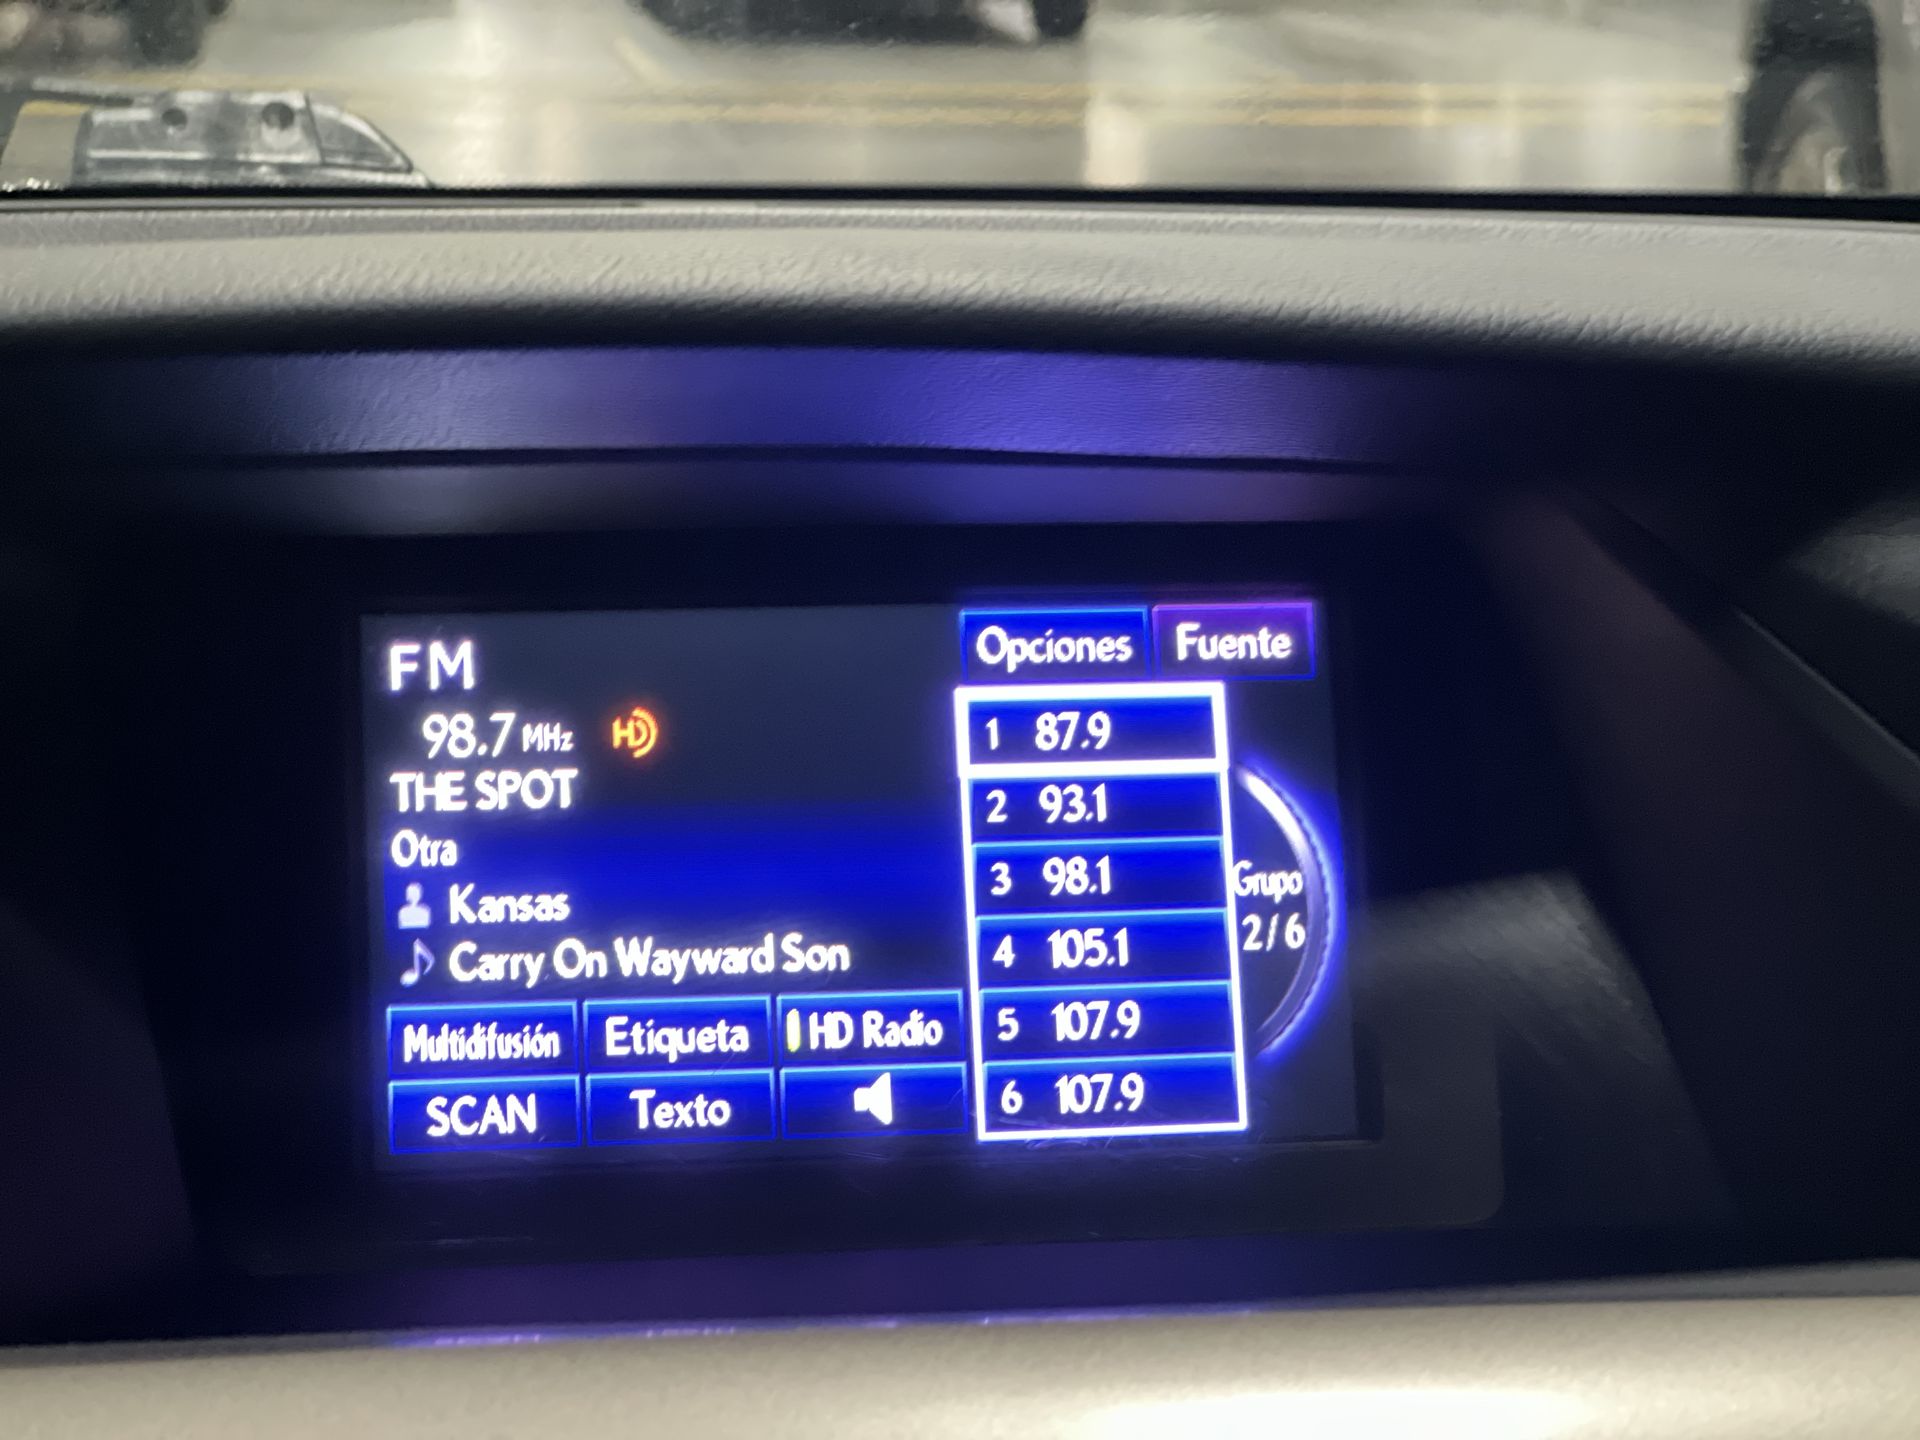 FM
98.7 MHz HD
THE SPOT
Otra
Kansas
Carry On Wayward Son
Multidifusión Etiqueta HD Radio
SCAN Texto
Opciones Fuente
1 87.9
2 93.1
3 98.1
4 105.1
5 107.9
6 107.9
Grupo
2/6